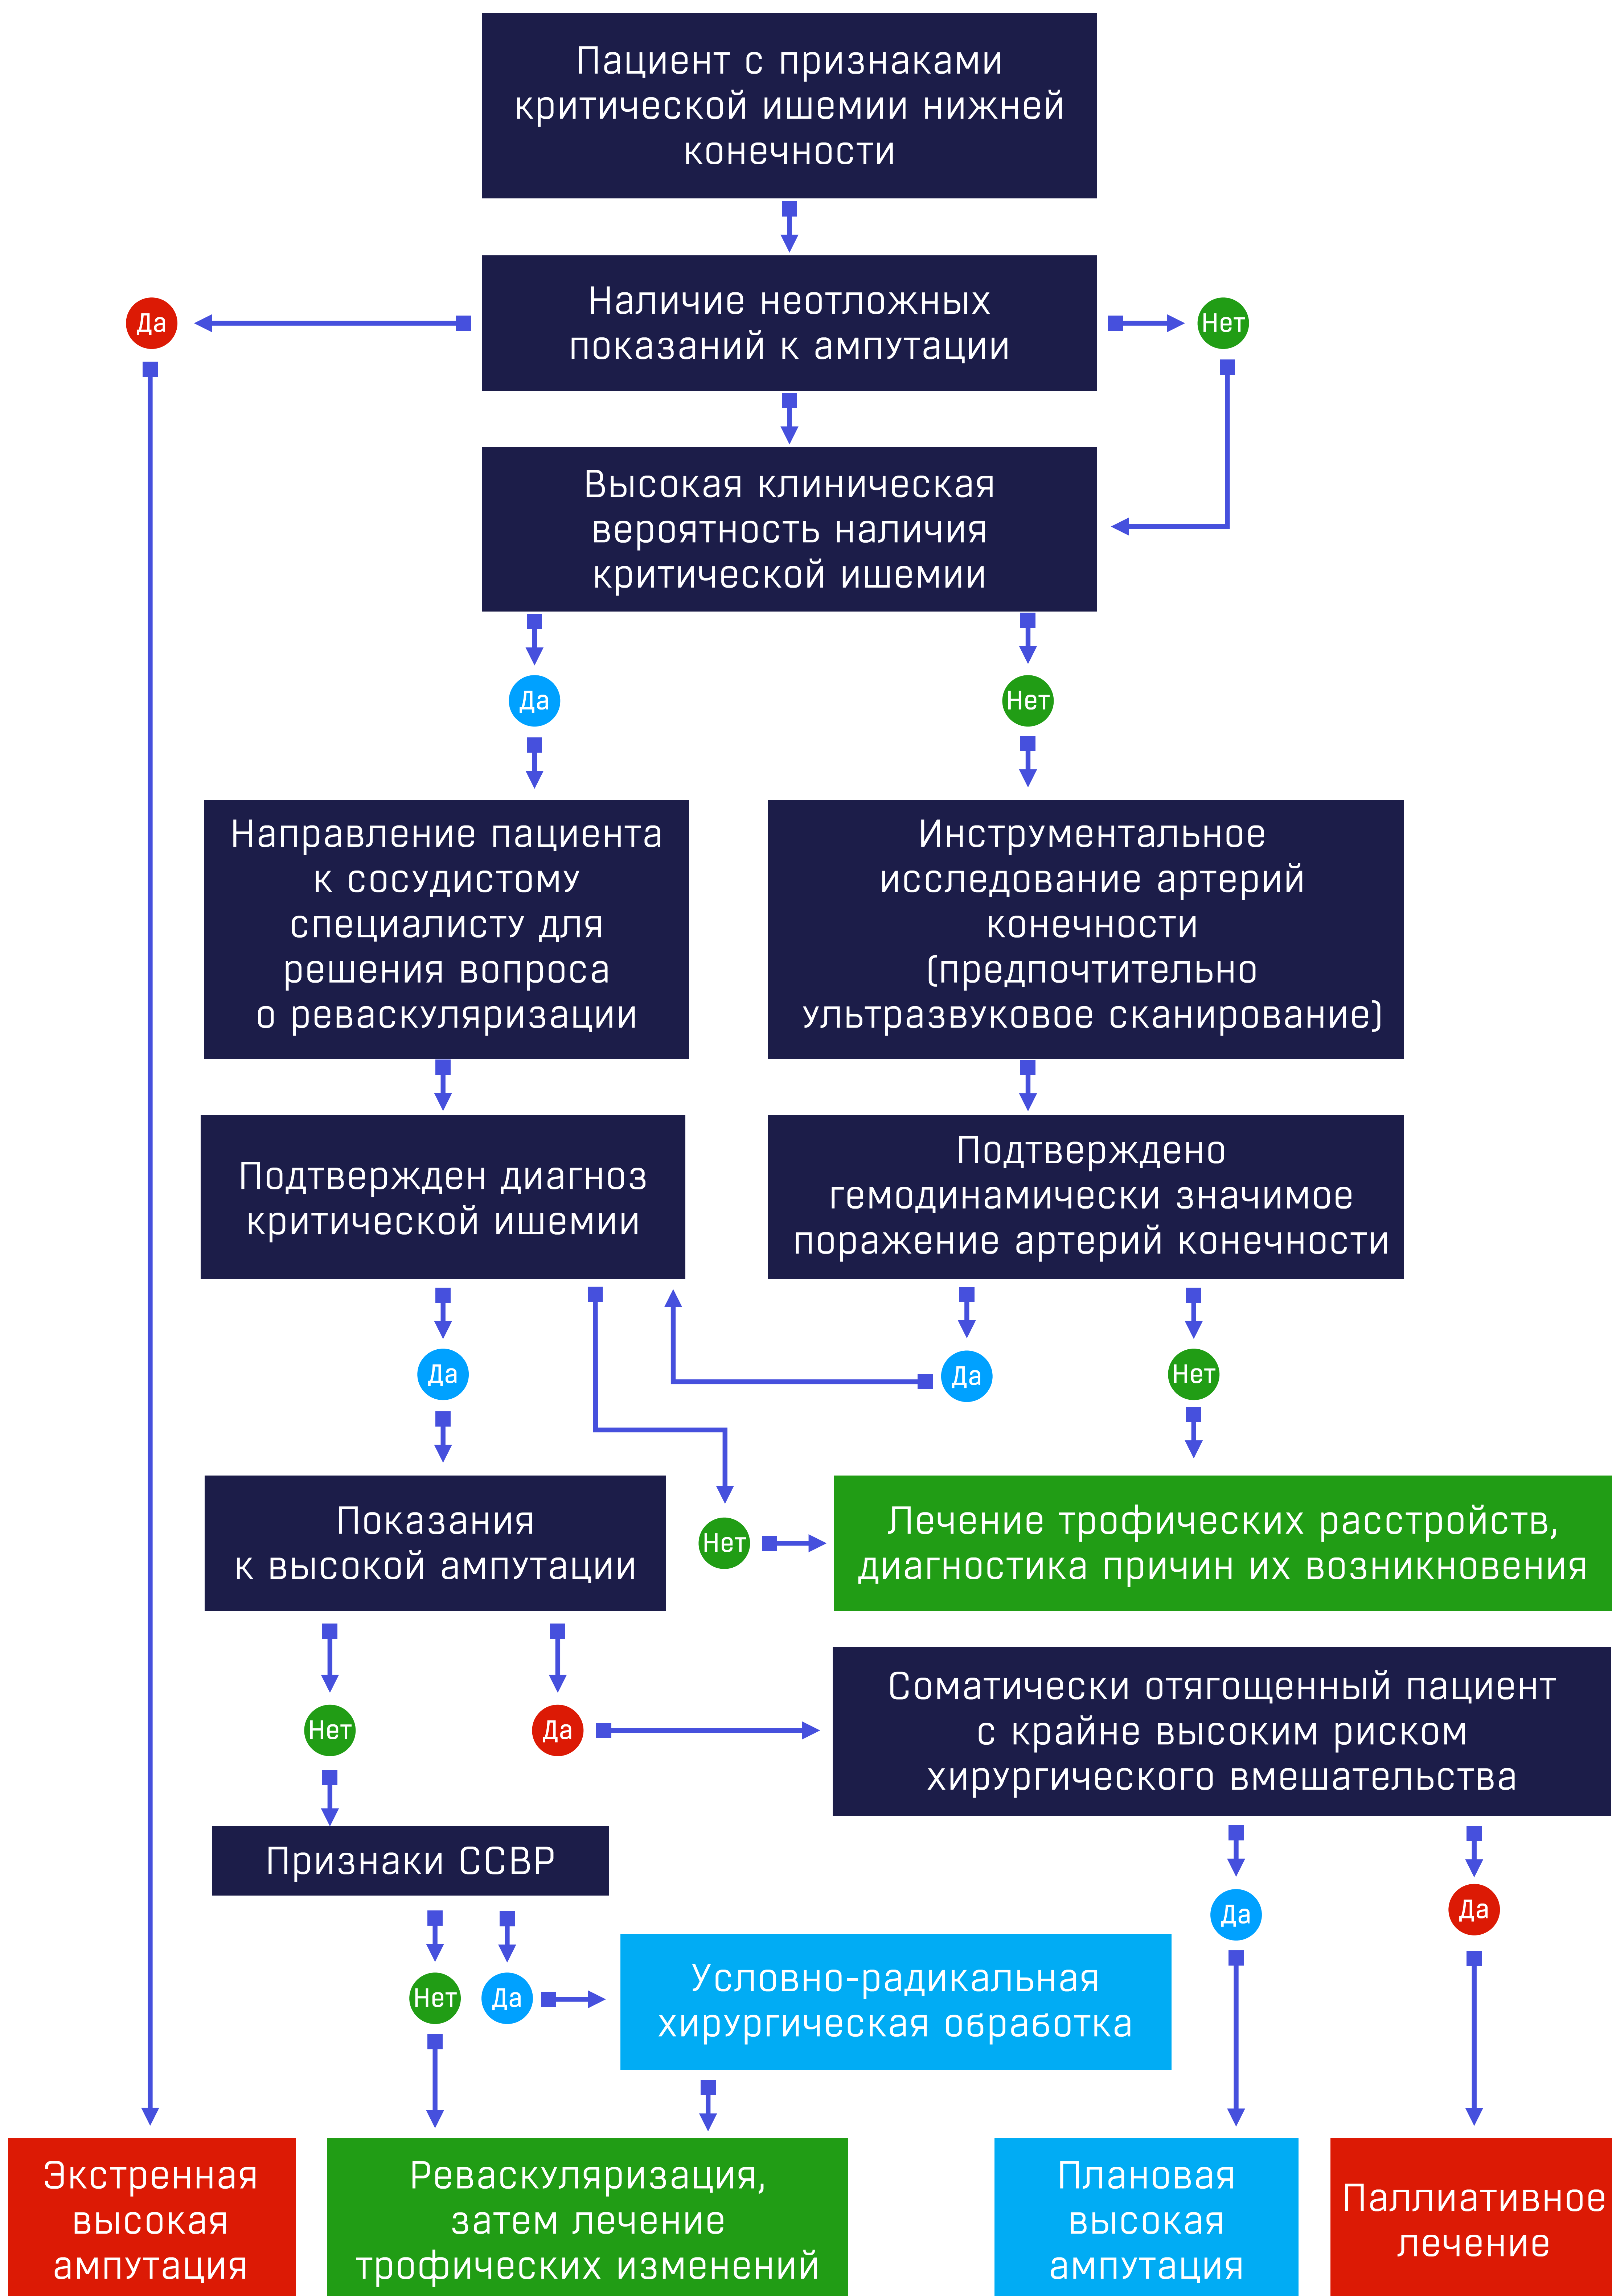 Пациент с признаками
критической ишемии нижней
конечности
Наличие неотложных
показаний к ампутации
Да
Нет
Высокая клиническая
вероятность наличия
критической ишемии
Да
Нет
Направление пациента
к сосудистому
специалисту для
решения вопроса
о реваскуляризации
Инструментальное
исследование артерий
конечности
(предпочтительно
ультразвуковое сканирование)
Подтвержден диагноз
критической ишемии
Подтверждено
гемодинамически значимое
поражение артерий конечности
Да
Да
Нет
Показания
к высокой ампутации
Нет
Лечение трофических расстройств,
диагностика причин их возникновения
Нет
Да
Соматически отягощенный пациент
с крайне высоким риском
хирургического вмешательства
Признаки ССВР
Да
Да
Нет
Да
Условно-радикальная
хирургическая обработка
Экстренная
высокая
ампутация
Реваскуляризация,
затем лечение
трофических изменений
Плановая
высокая
ампутация
Паллиативное
лечение